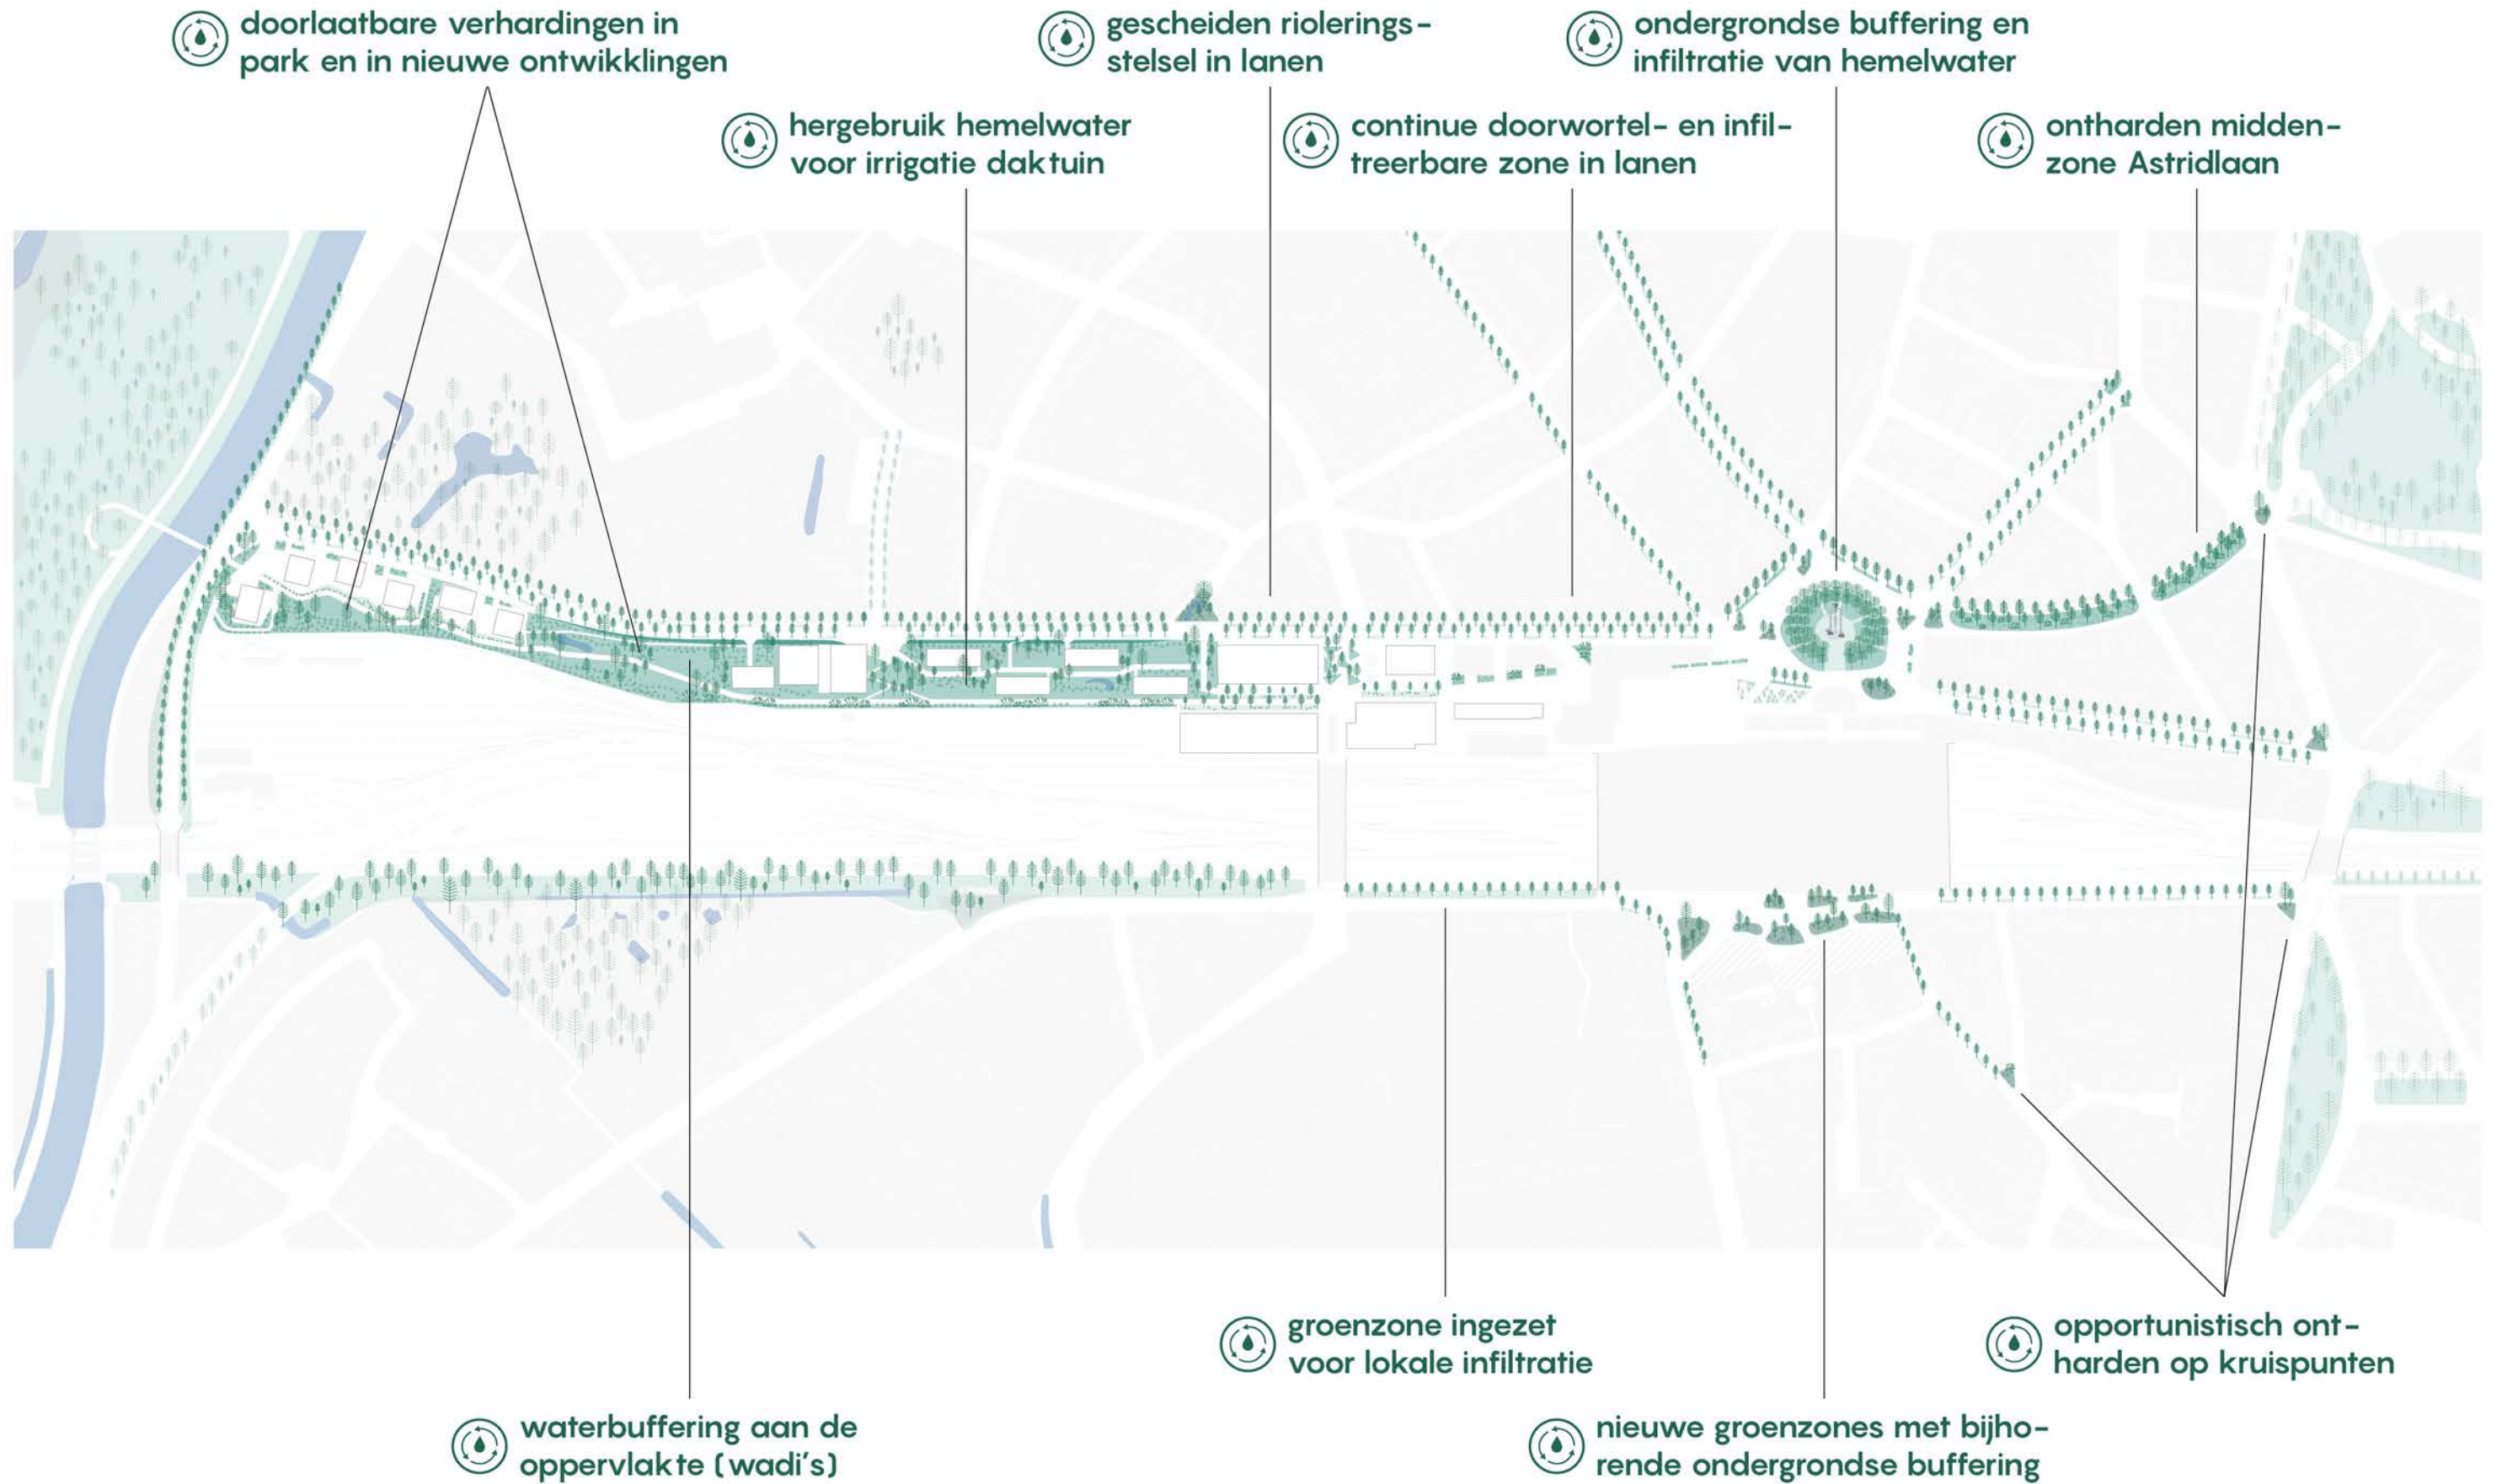 doorlaatbare verhardingen in
park en in nieuwe ontwikklingen
gescheiden riolerings-
stelsel in lanen
ondergrondse buffering en
infiltratie van hemelwater
hergebruik hemelwater
voor irrigatie daktuin
continue doorwortel- en infil-
treerbare zone in lanen
ontharden midden-
zone Astridlaan
groenzone ingezet
voor lokale infiltratie
opportunistisch ont-
harden op kruispunten
waterbuffering aan de
oppervlakte (wadi's)
nieuwe groenzones met bijho-
rende ondergrondse buffering